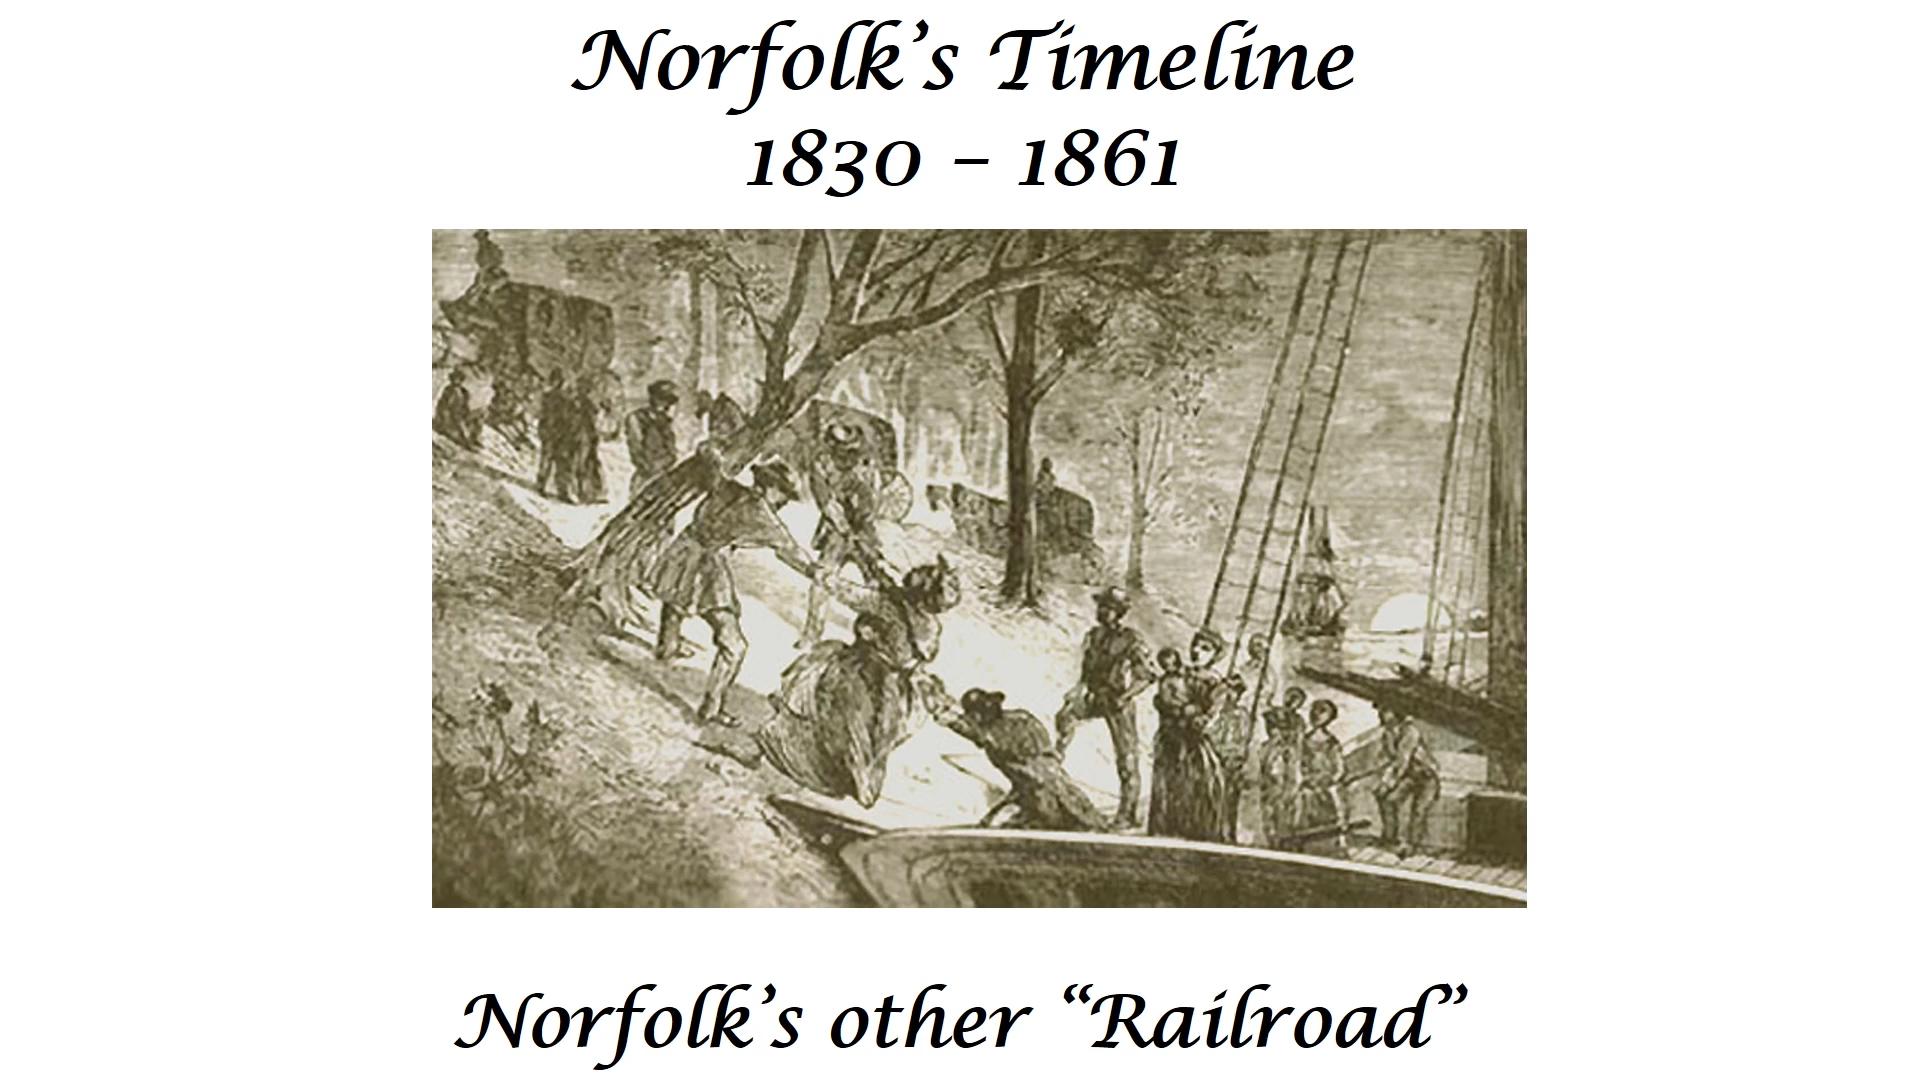 Norfolk’s Timeline
1830 – 1861
Norfolk’s other “Railroad”